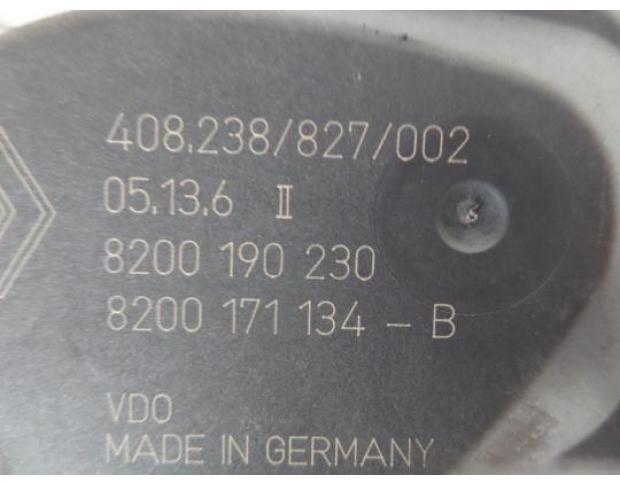 408.238/827/002
05.13.6 II
8200 190 230
8200 171 134 - B
VDO
MADE IN GERMANY